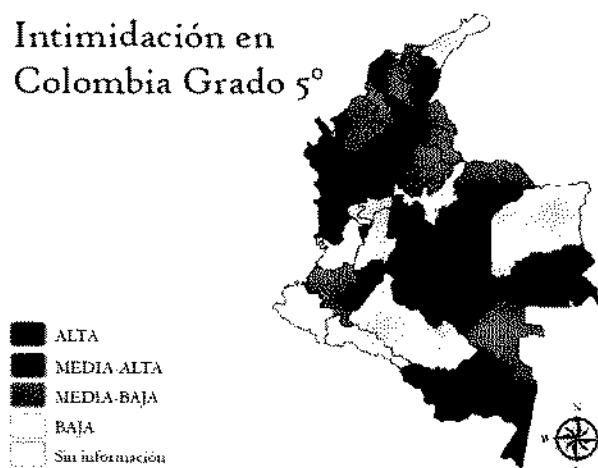 Intimidación en
Colombia Grado 5°
ALTA
MEDIA-ALTA
MEDIA-BAJA
BAJA
Sin información
N
W